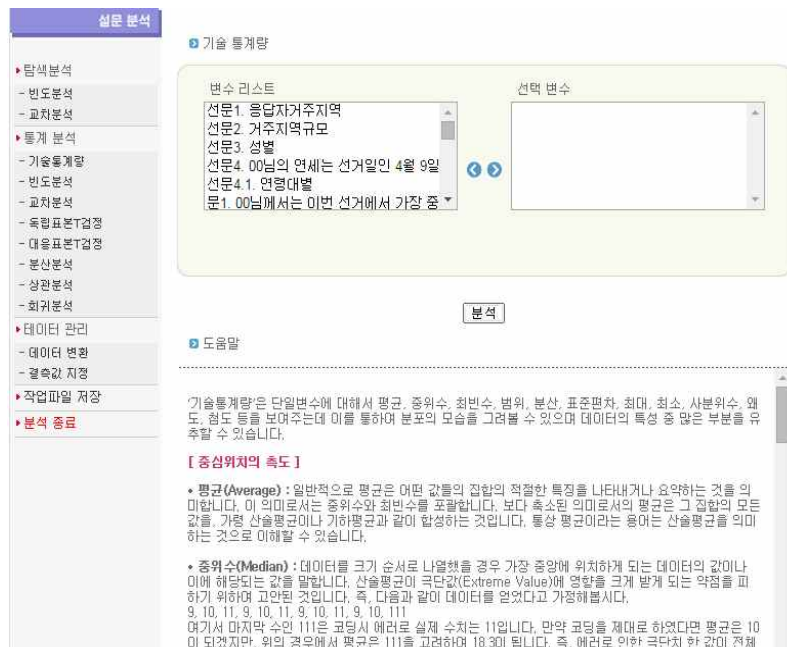 설문 분석
탐색분석
- 빈도분석
- 교차분석
통계 분석
- 기술통계량
- 빈도분석
- 교차분석
- 독립표본T검정
- 대응표본T검정
- 분산분석
- 상관분석
- 회귀분석
데이터 관리
- 데이터 변환
- 결측값 지정
작업파일 저장
분석 종료
기술 통계량
변수 리스트
선택 변수
선문1. 응답자거주지역
선문2. 거주지역규모
선문3. 성별
선문4. 00님의 연세는 선거일인 4월 9일
선문4.1. 연령대별
문1. 00님께서는 이번 선거에서 가장 중
분석
도움말
'기술통계량'은 단일변수에 대해서 평균, 중위수, 최빈수, 범위, 분산, 표준편차, 최대, 최소, 사분위수, 왜
도, 첨도 등을 보여주는데 이를 통하여 분포의 모습을 그려볼 수 있으며 데이터의 특성 중 많은 부분을 유
추할 수 있습니다.
[ 중심위치의 측도 ]
• 평균(Average) : 일반적으로 평균은 어떤 값들의 집합의 적절한 특징을 나타내거나 요약하는 것을 의
미합니다. 이 의미로서는 중위수와 최빈수를 포괄합니다. 보다 축소된 의미로서의 평균은 그 집합의 모든
값을, 가령 산술평균이나 기하평균과 같이 합성하는 것입니다. 통상 평균이라는 용어는 산술평균을 의미
하는 것으로 이해할 수 있습니다.
• 중위수(Median) : 데이터를 크기 순서로 나열했을 경우 가장 중앙에 위치하게 되는 데이터의 값이나
이에 해당되는 값을 말합니다. 산술평균이 극단값(Extreme Value)에 영향을 크게 받게 되는 약점을 피
하기 위하여 고안된 것입니다. 즉, 다음과 같이 데이터를 얻었다고 가정해봅시다.
9, 10, 11, 9, 10, 11, 9, 10, 11, 9, 10, 111
여기서 마지막 수인 111은 코딩시 에러로 실제 수치는 11입니다. 만약 코딩을 제대로 하였다면 평균은 10
이 되겠지만, 위의 경우에서 평균은 111을 고려하여 18.3이 됩니다. 즉, 에러로 인한 극단치 한 값이 전체